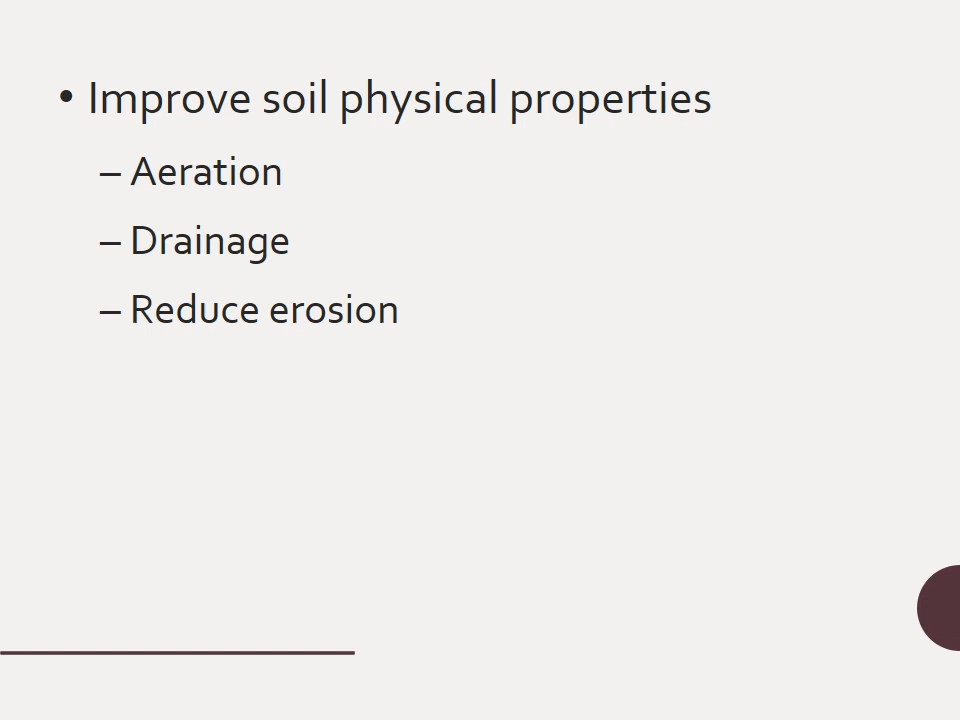 • Improve soil physical properties
– Aeration
– Drainage
– Reduce erosion